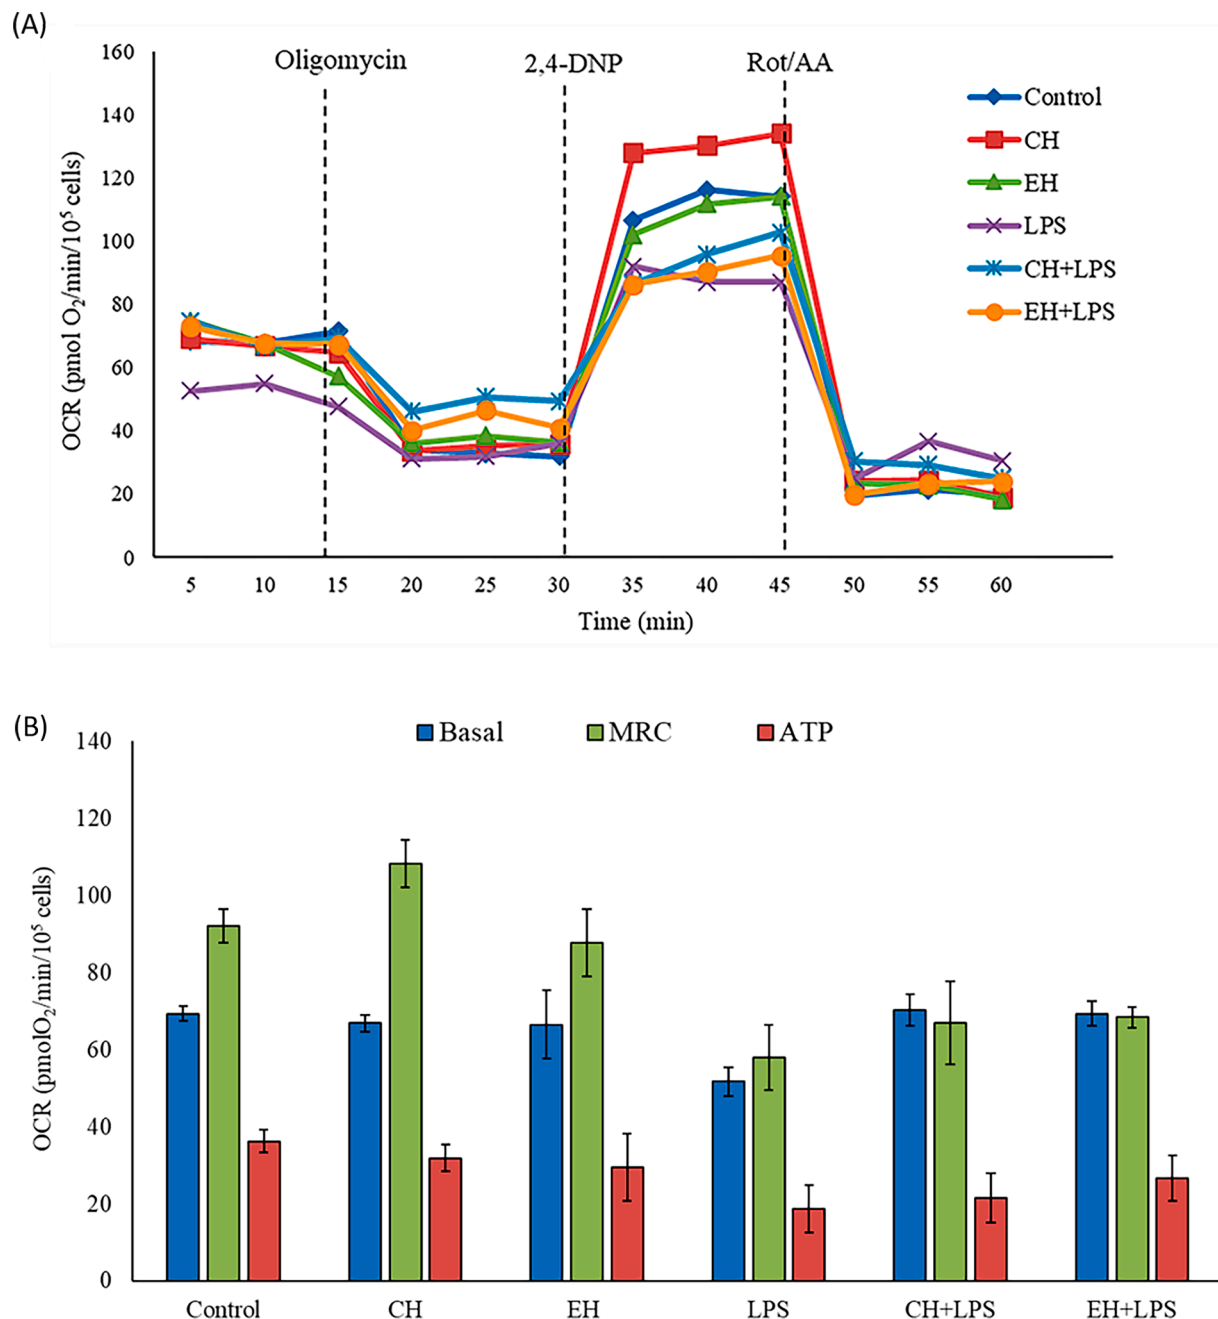 (A)
160
140
120
100
80
60
40
20
0
OCR (pmol O₂/min/10⁵ cells)
Oligomycin
2,4-DNP
Rot/AA
Control
CH
EH
LPS
CH+LPS
EH+LPS
5 10 15 20 25 30 35 40 45 50 55 60
Time (min)
(B)
Basal MRC ATP
140
120
100
80
60
40
20
0
OCR (pmolO₂/min/10⁵ cells)
Control CH EH LPS CH+LPS EH+LPS